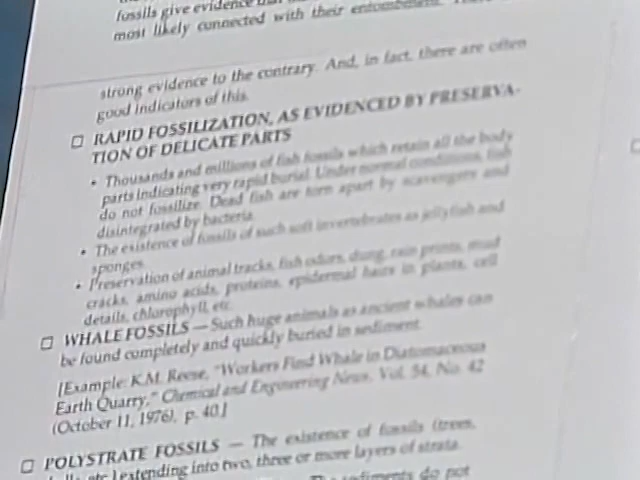 fossils give evidence that
most likely connected with their entombment.
strong evidence to the contrary. And, in fact, there are often
good indicators of this.
□ RAPID FOSSILIZATION, AS EVIDENCED BY PRESERVA-
TION OF DELICATE PARTS
• Thousands and millions of fish fossils which retain all the body
parts indicating very rapid burial. Under normal conditions, fish
do not fossilize. Dead fish are torn apart by scavengers and
disintegrated by bacteria.
• The existence of fossils of such soft invertebrates as jellyfish and
sponges.
• Preservation of animal tracks, fish odors, dung, rain prints, mud
cracks, amino acids, proteins, epidermal hairs in plants, cell
details, chlorophyll, etc.
□ WHALE FOSSILS — Such huge animals as ancient whales can
be found completely and quickly buried in sediment.
[Example: K.M. Reese, "Workers Find Whale in Diatomaceous
Earth Quarry," Chemical and Engineering News, Vol. 54, No. 42
(October 11, 1976), p. 40.]
□ POLYSTRATE FOSSILS — The existence of fossils (trees,
etc.) extending into two, three or more layers of strata.
The sediments do not